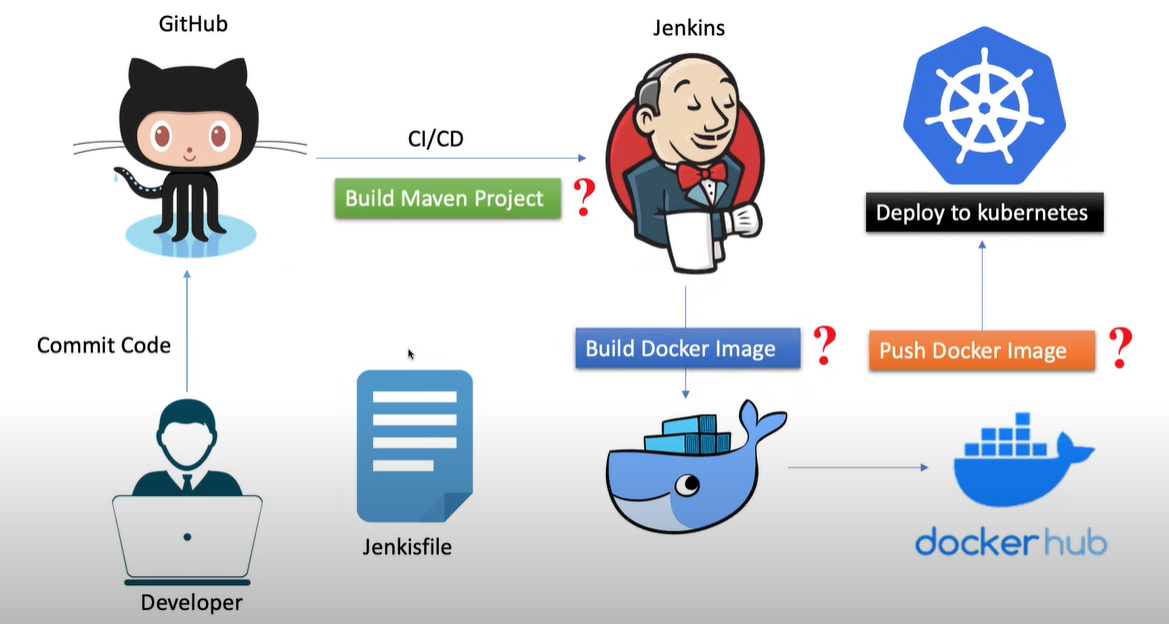 GitHub
Jenkins
CI/CD
Build Maven Project
?
Deploy to kubernetes
Commit Code
Build Docker Image
?
Push Docker Image
?
Jenkisfile
docker hub
Developer